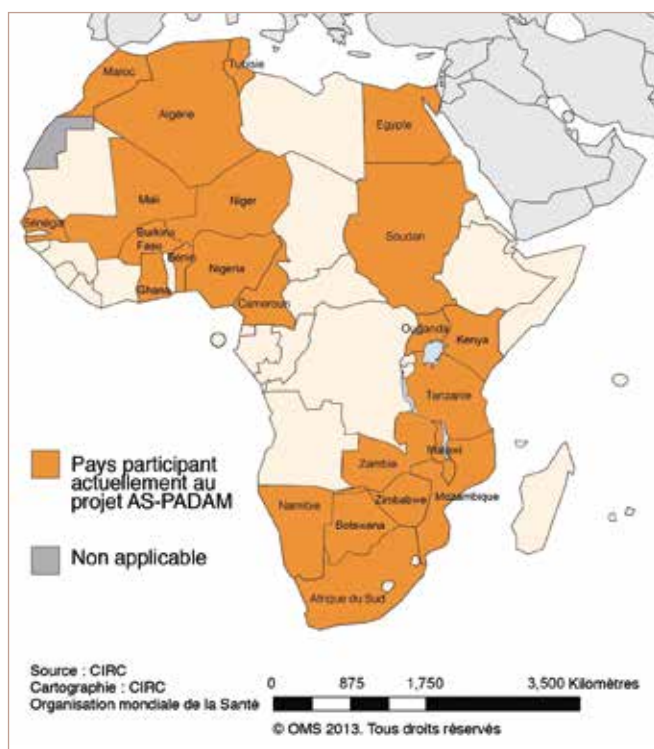 Maroc
Tunisie
Algérie
Egypte
Mali
Niger
Sénégal
Soudan
Burkina
Faso
Bénin
Nigeria
Ghana
Cameroun
Ouganda
Kenya
Tanzanie
Malawi
Zambie
Mozambique
Zimbabwe
Namibie
Botswana
Afrique du Sud
Pays participant
actuellement au
projet AS-PADAM
Non applicable
Source : CIRC
Cartographie : CIRC
Organisation mondiale de la Santé
0 875 1,750 3,500 Kilomètres
© OMS 2013. Tous droits réservés